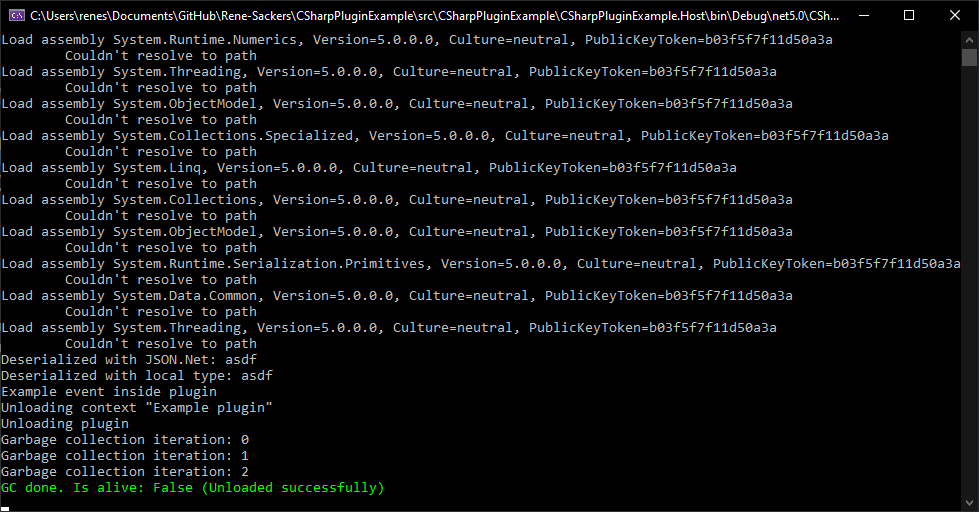 C:\Users\renes\Documents\GitHub\Rene-Sackers\CSharpPluginExample\src\CSharpPluginExample\CSharpPluginExample.Host\bin\Debug\net5.0\CSh...
Load assembly System.Runtime.Numerics, Version=5.0.0.0, Culture=neutral, PublicKeyToken=b03f5f7f11d50a3a
Couldn't resolve to path
Load assembly System.Threading, Version=5.0.0.0, Culture=neutral, PublicKeyToken=b03f5f7f11d50a3a
Couldn't resolve to path
Load assembly System.ObjectModel, Version=5.0.0.0, Culture=neutral, PublicKeyToken=b03f5f7f11d50a3a
Couldn't resolve to path
Load assembly System.Collections.Specialized, Version=5.0.0.0, Culture=neutral, PublicKeyToken=b03f5f7f11d50a3a
Couldn't resolve to path
Load assembly System.Linq, Version=5.0.0.0, Culture=neutral, PublicKeyToken=b03f5f7f11d50a3a
Couldn't resolve to path
Load assembly System.Collections, Version=5.0.0.0, Culture=neutral, PublicKeyToken=b03f5f7f11d50a3a
Couldn't resolve to path
Load assembly System.ObjectModel, Version=5.0.0.0, Culture=neutral, PublicKeyToken=b03f5f7f11d50a3a
Couldn't resolve to path
Load assembly System.Runtime.Serialization.Primitives, Version=5.0.0.0, Culture=neutral, PublicKeyToken=b03f5f7f11d50a3a
Couldn't resolve to path
Load assembly System.Data.Common, Version=5.0.0.0, Culture=neutral, PublicKeyToken=b03f5f7f11d50a3a
Couldn't resolve to path
Load assembly System.Threading, Version=5.0.0.0, Culture=neutral, PublicKeyToken=b03f5f7f11d50a3a
Couldn't resolve to path
Deserialized with JSON.Net: asdf
Deserialized with local type: asdf
Example event inside plugin
Unloading context "Example plugin"
Unloading plugin
Garbage collection iteration: 0
Garbage collection iteration: 1
Garbage collection iteration: 2
GC done. Is alive: False (Unloaded successfully)